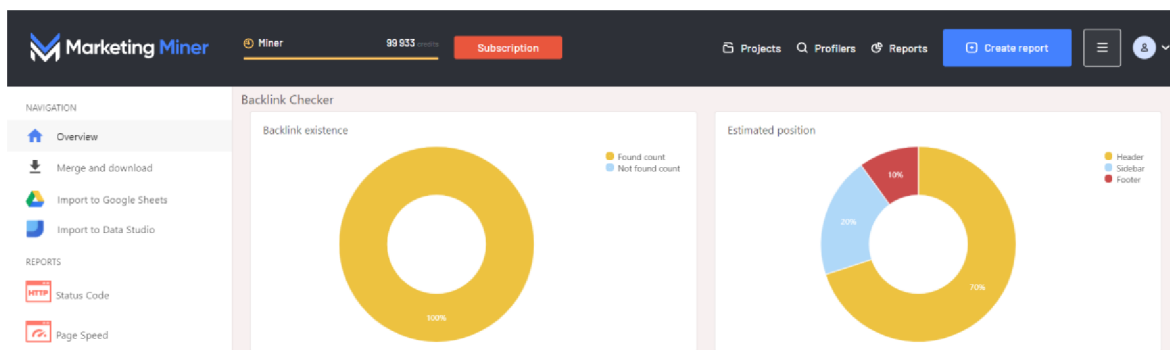 Marketing Miner
Miner 99 933 credits
Subscription
Projects
Profilers
Reports
Create report
NAVIGATION
Overview
Merge and download
Import to Google Sheets
Import to Data Studio
REPORTS
HTTP Status Code
Page Speed
Backlink Checker
Backlink existence
Found count
Not found count
100%
Estimated position
Header
Sidebar
Footer
10%
20%
70%